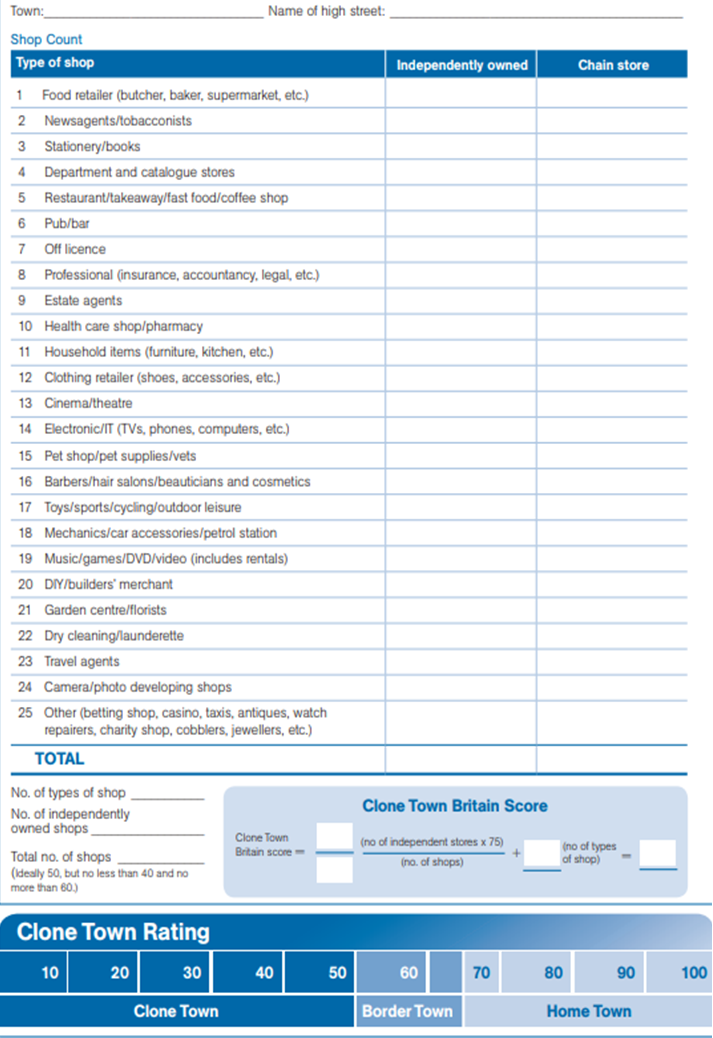 Town:________________________ Name of high street: ________________________________
Shop Count
Type of shop Independently owned Chain store
1 Food retailer (butcher, baker, supermarket, etc.)
2 Newsagents/tobacconists
3 Stationery/books
4 Department and catalogue stores
5 Restaurant/takeaway/fast food/coffee shop
6 Pub/bar
7 Off licence
8 Professional (insurance, accountancy, legal, etc.)
9 Estate agents
10 Health care shop/pharmacy
11 Household items (furniture, kitchen, etc.)
12 Clothing retailer (shoes, accessories, etc.)
13 Cinema/theatre
14 Electronic/IT (TVs, phones, computers, etc.)
15 Pet shop/pet supplies/vets
16 Barbers/hair salons/beauticians and cosmetics
17 Toys/sports/cycling/outdoor leisure
18 Mechanics/car accessories/petrol station
19 Music/games/DVD/video (includes rentals)
20 DIY/builders' merchant
21 Garden centre/florists
22 Dry cleaning/launderette
23 Travel agents
24 Camera/photo developing shops
25 Other (betting shop, casino, taxis, antiques, watch
repairers, charity shop, cobblers, jewellers, etc.)
TOTAL
No. of types of shop __________
No. of independently
owned shops ______________
Total no. of shops ____________
(Ideally 50, but no less than 40 and no
more than 60.)
Clone Town Britain Score
Clone Town
Britain score =
(no of independent stores x 75)
(no. of shops)
+
(no of types
of shop)
=
Clone Town Rating
10 20 30 40 50 60 70 80 90 100
Clone Town Border Town Home Town